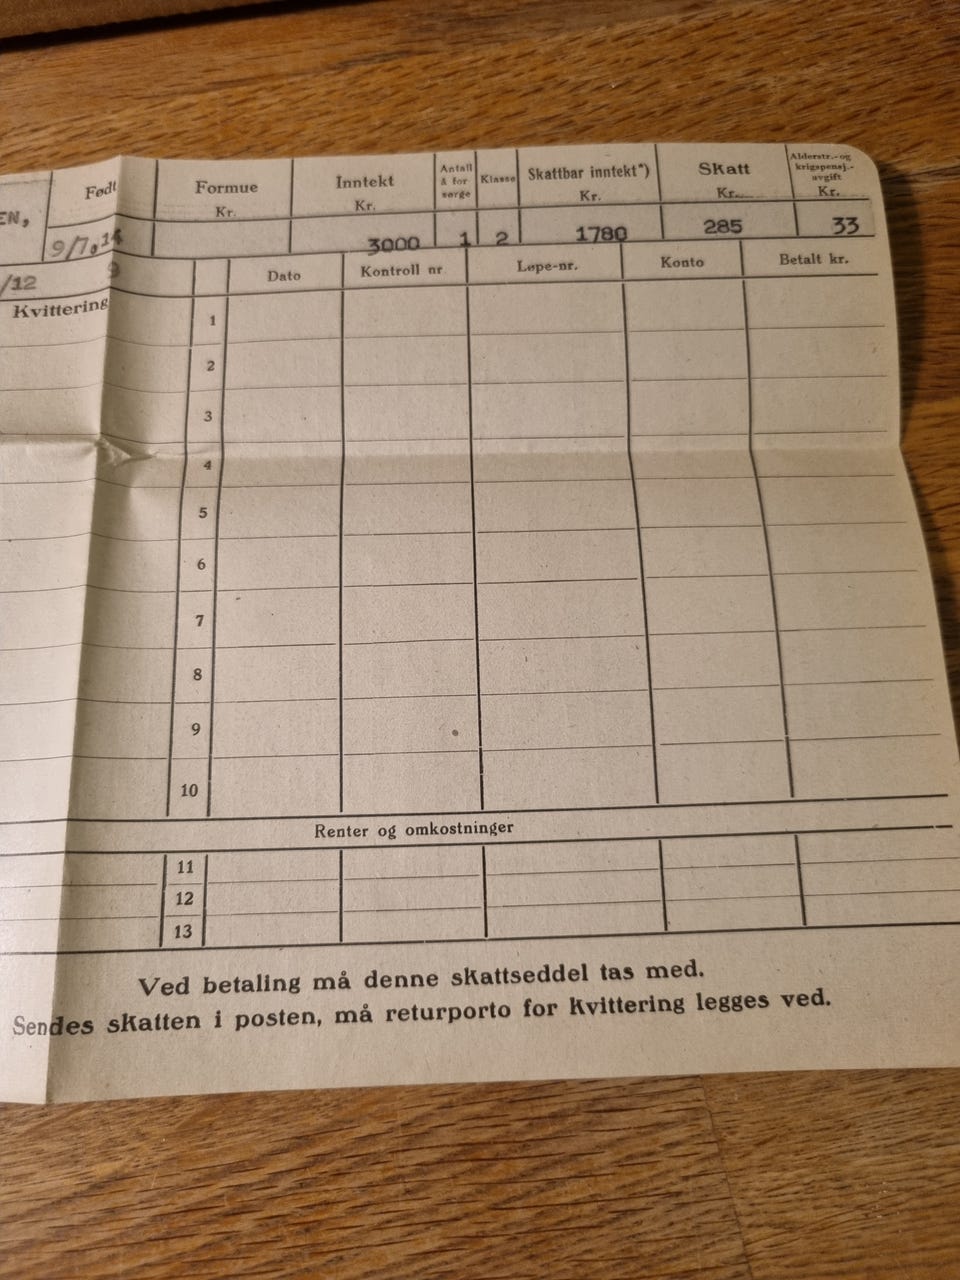 EN, Født Formue Kr. Inntekt Kr. Antall å for sørge Klasse Skattbar inntekt*) Kr. Skatt Kr. Alderstr.- og krigspensj.- avgift Kr.
9/7.14 3000 1 2 1780 285 33
/12 9
Kvittering Dato Kontroll nr Løpe-nr. Konto Betalt kr.
1
2
3
4
5
6
7
8
9
10
Renter og omkostninger
11
12
13
Ved betaling må denne skattseddel tas med.
Sendes skatten i posten, må returporto for kvittering legges ved.